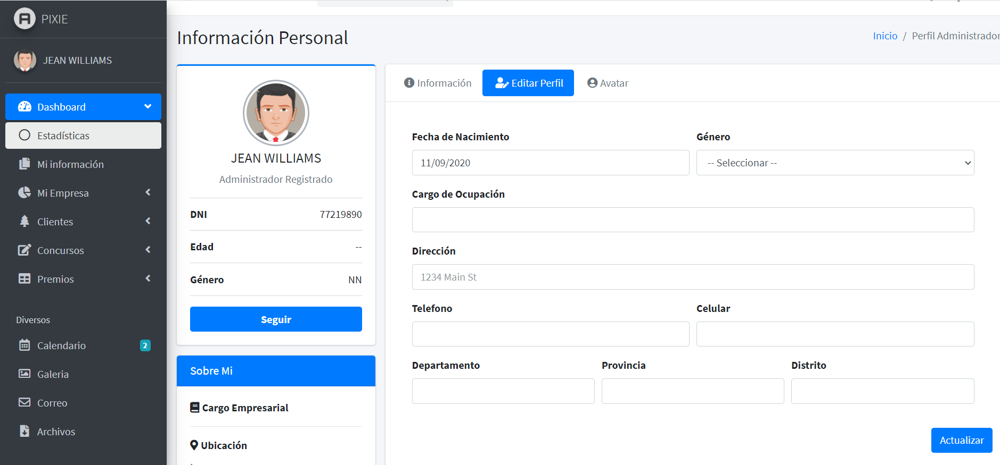 PIXIE
JEAN WILLIAMS
Dashboard
Estadísticas
Mi información
Mi Empresa
Clientes
Concursos
Premios
Diversos
Calendario 2
Galeria
Correo
Archivos
Información Personal
Inicio / Perfil Administrador
JEAN WILLIAMS
Administrador Registrado
DNI 77219890
Edad --
Género NN
Seguir
Sobre Mi
Cargo Empresarial
Ubicación
Información Editar Perfil Avatar
Fecha de Nacimiento Género
11/09/2020 -- Seleccionar --
Cargo de Ocupación
Dirección
1234 Main St
Telefono Celular
Departamento Provincia Distrito
Actualizar